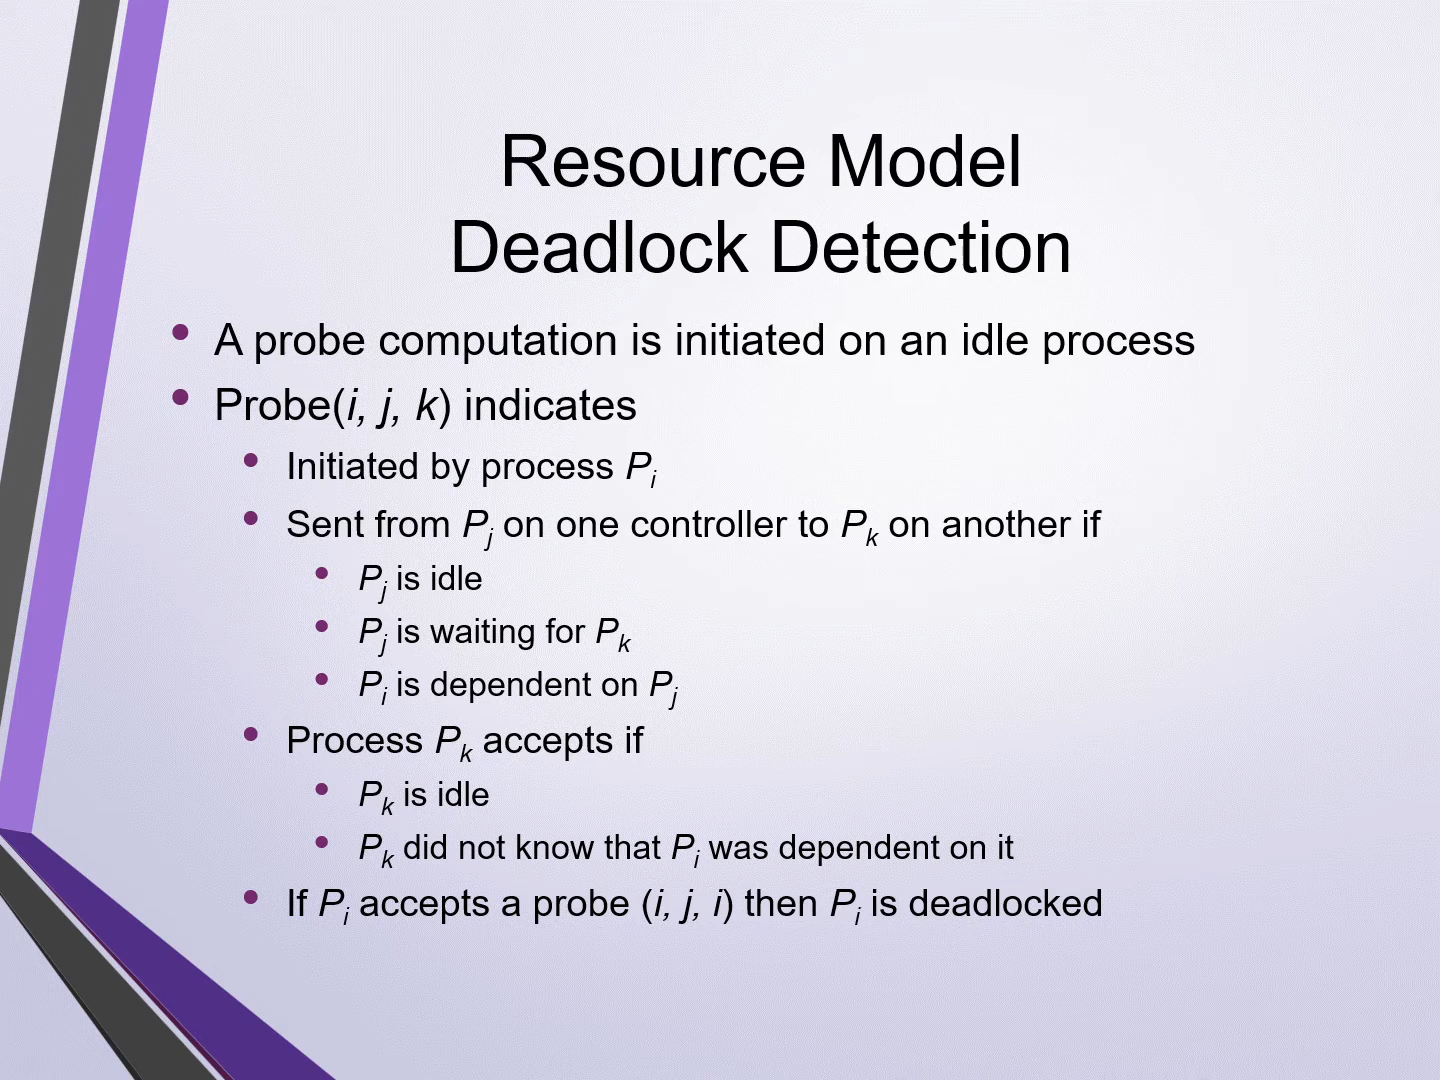 Resource Model
Deadlock Detection
• A probe computation is initiated on an idle process
• Probe(i, j, k) indicates
• Initiated by process Pi
• Sent from Pj on one controller to Pk on another if
• Pj is idle
• Pj is waiting for Pk
• Pi is dependent on Pj
• Process Pk accepts if
• Pk is idle
• Pk did not know that Pi was dependent on it
• If Pi accepts a probe (i, j, i) then Pi is deadlocked